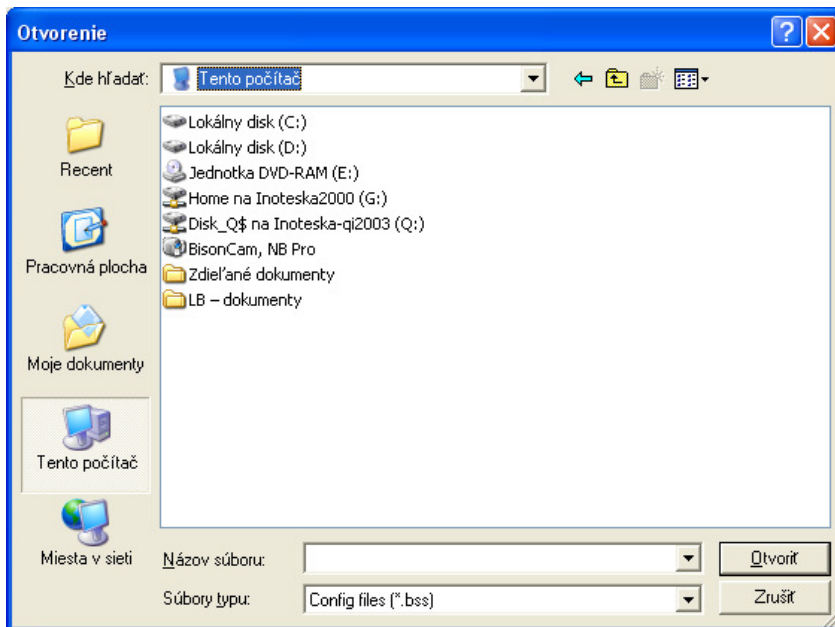 Otvorenie
Kde hľadať:
Tento počítač
Recent
Pracovná plocha
Moje dokumenty
Tento počítač
Miesta v sieti
Lokálny disk (C:)
Lokálny disk (D:)
Jednotka DVD-RAM (E:)
Home na Inoteska2000 (G:)
Disk_Q$ na Inoteska-qi2003 (Q:)
BisonCam, NB Pro
Zdieľané dokumenty
LB – dokumenty
Názov súboru:
Otvoriť
Súbory typu:
Config files (*.bss)
Zrušiť